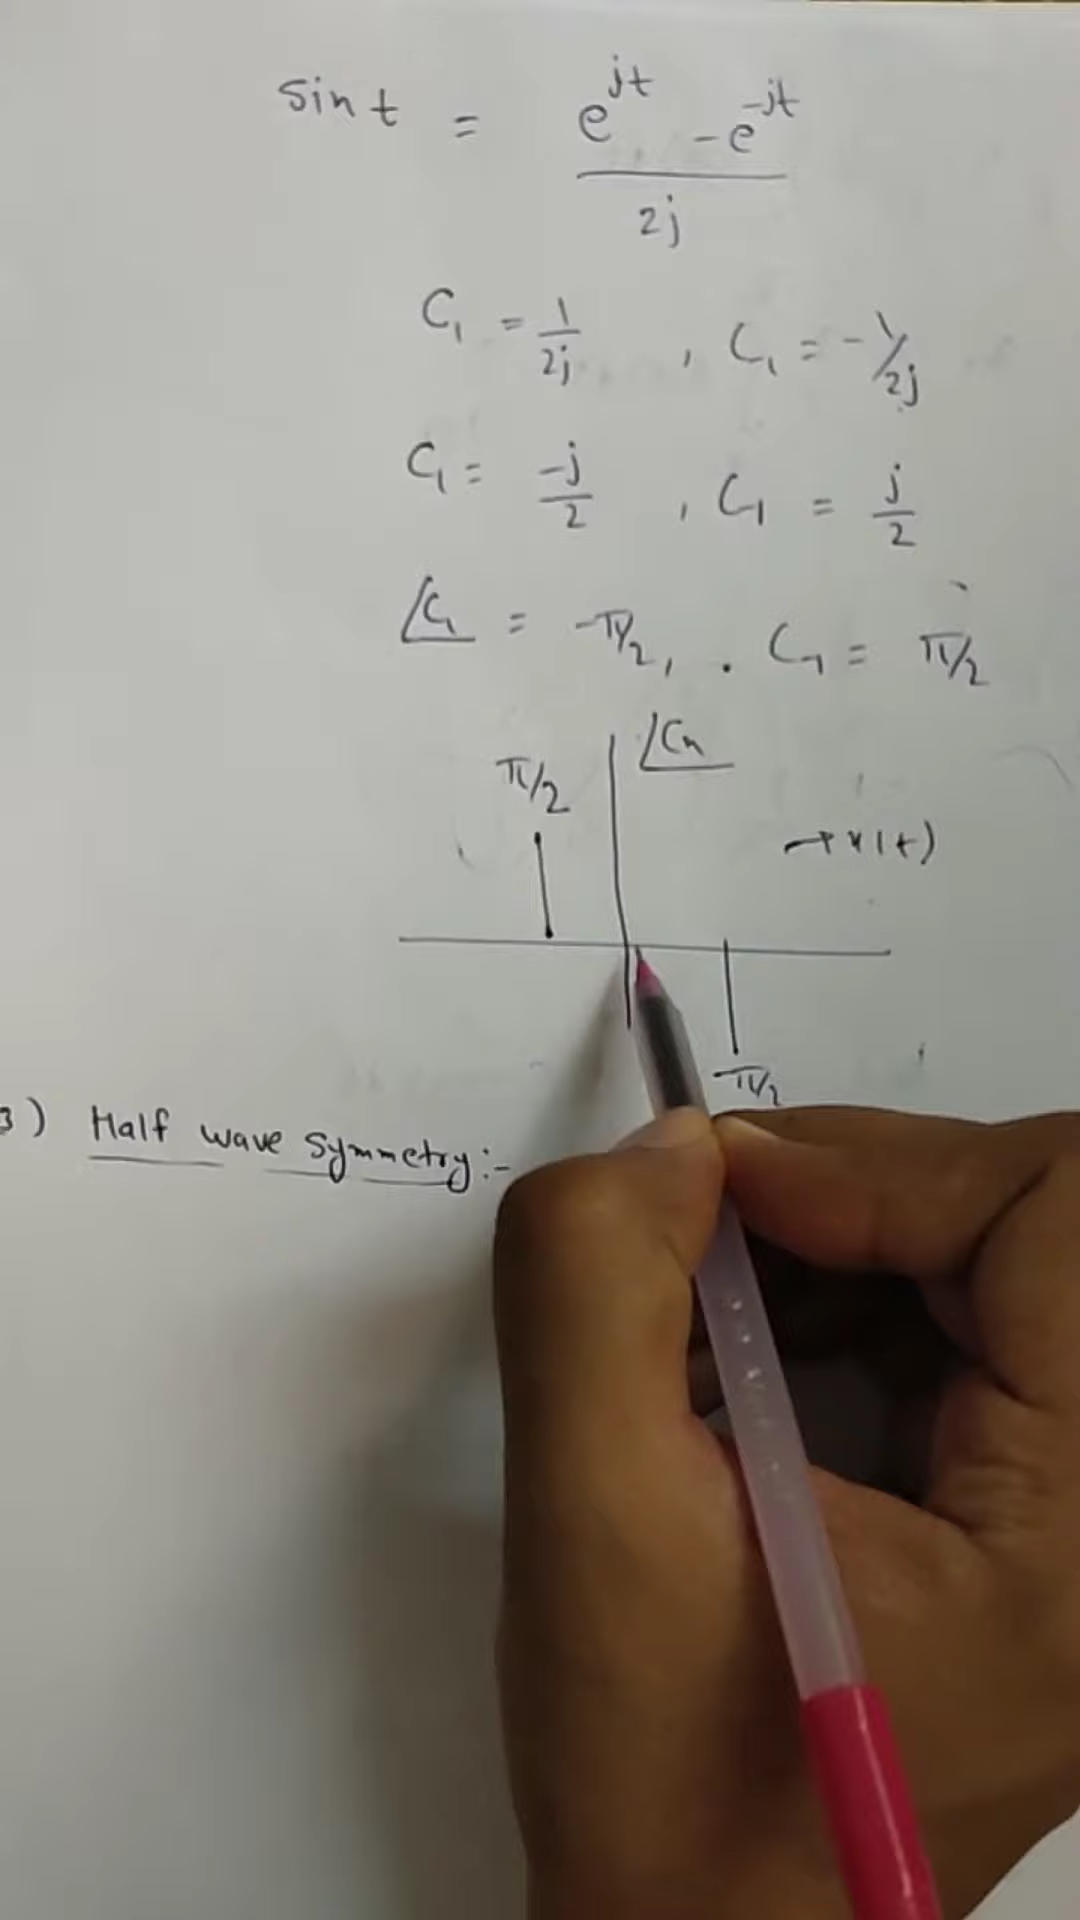 sin t = (e^{jt} - e^{-jt}) / 2j
C₁ = 1/2j , C₁ = -1/2j
C₁ = -j/2 , C₁ = j/2
∠C₁ = -π/2, . C₋₁ = π/2
∠Cn
π/2
→ x(t)
-π/2
3) Half wave symmetry:-